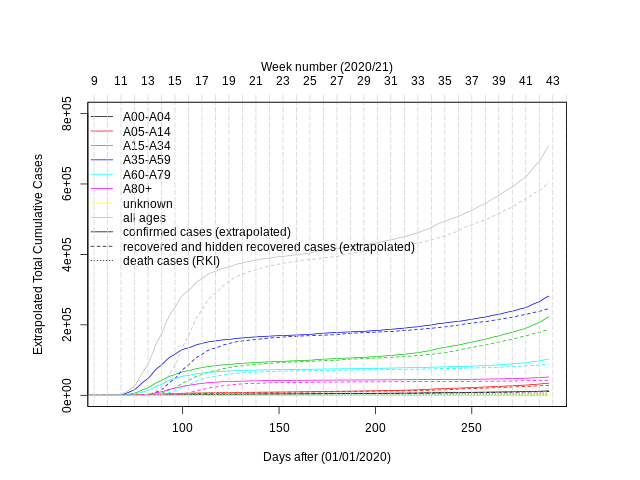 Week number (2020/21)
9 11 13 15 17 19 21 23 25 27 29 31 33 35 37 39 41 43
Extrapolated Total Cumulative Cases
8e+05
6e+05
4e+05
2e+05
0e+00
A00-A04
A05-A14
A15-A34
A35-A59
A60-A79
A80+
unknown
all ages
confirmed cases (extrapolated)
recovered and hidden recovered cases (extrapolated)
death cases (RKI)
100 150 200 250
Days after (01/01/2020)